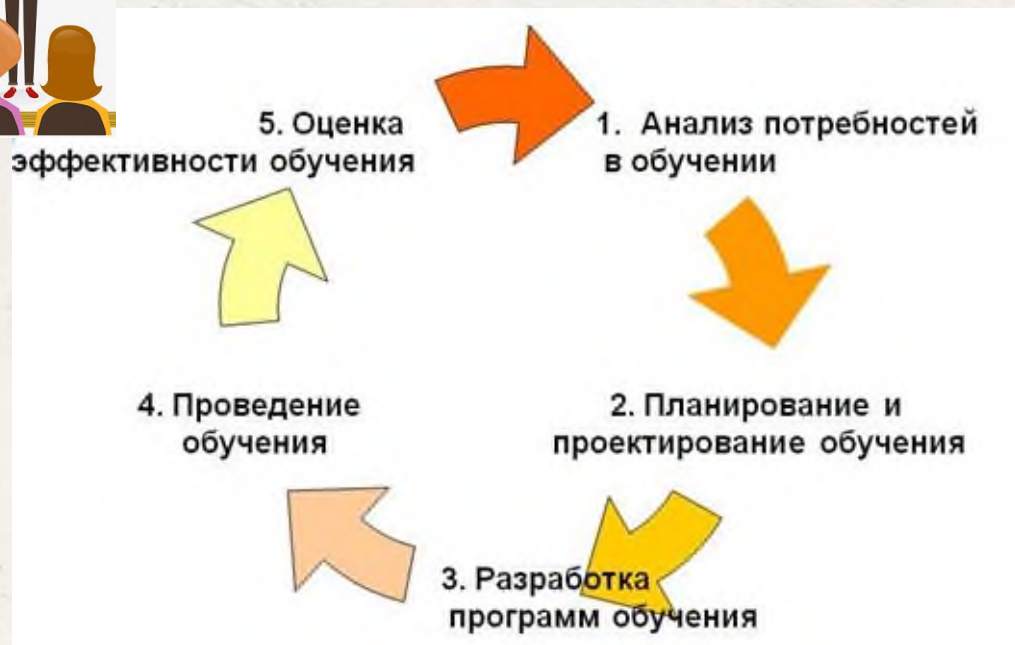 5. Оценка
эффективности обучения
1. Анализ потребностей
в обучении
2. Планирование и
проектирование обучения
3. Разработка
программ обучения
4. Проведение
обучения